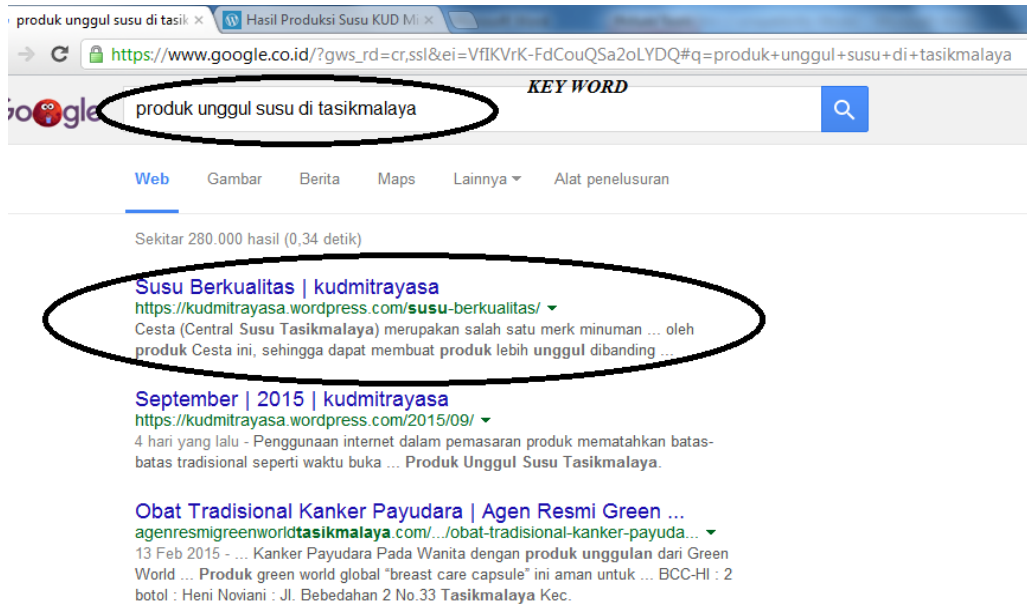 produk unggul susu di tasik
Hasil Produksi Susu KUD Mi
https://www.google.co.id/?gws_rd=cr,ssl&ei=VfIKVrK-FdCouQSa2oLYDQ#q=produk+unggul+susu+di+tasikmalaya
KEY WORD
Google
produk unggul susu di tasikmalaya
Web Gambar Berita Maps Lainnya Alat penelusuran
Sekitar 280.000 hasil (0,34 detik)
Susu Berkualitas | kudmitrayasa
https://kudmitrayasa.wordpress.com/susu-berkualitas/
Cesta (Central Susu Tasikmalaya) merupakan salah satu merk minuman ... oleh
produk Cesta ini, sehingga dapat membuat produk lebih unggul dibanding ...
September | 2015 | kudmitrayasa
https://kudmitrayasa.wordpress.com/2015/09/
4 hari yang lalu - Penggunaan internet dalam pemasaran produk mematahkan batas-
batas tradisional seperti waktu buka ... Produk Unggul Susu Tasikmalaya.
Obat Tradisional Kanker Payudara | Agen Resmi Green ...
agenresmigreenworldtasikmalaya.com/.../obat-tradisional-kanker-payuda...
13 Feb 2015 - ... Kanker Payudara Pada Wanita dengan produk unggulan dari Green
World ... Produk green world global “breast care capsule” ini aman untuk ... BCC-HI : 2
botol : Heni Noviani : Jl. Bebedahan 2 No.33 Tasikmalaya Kec.